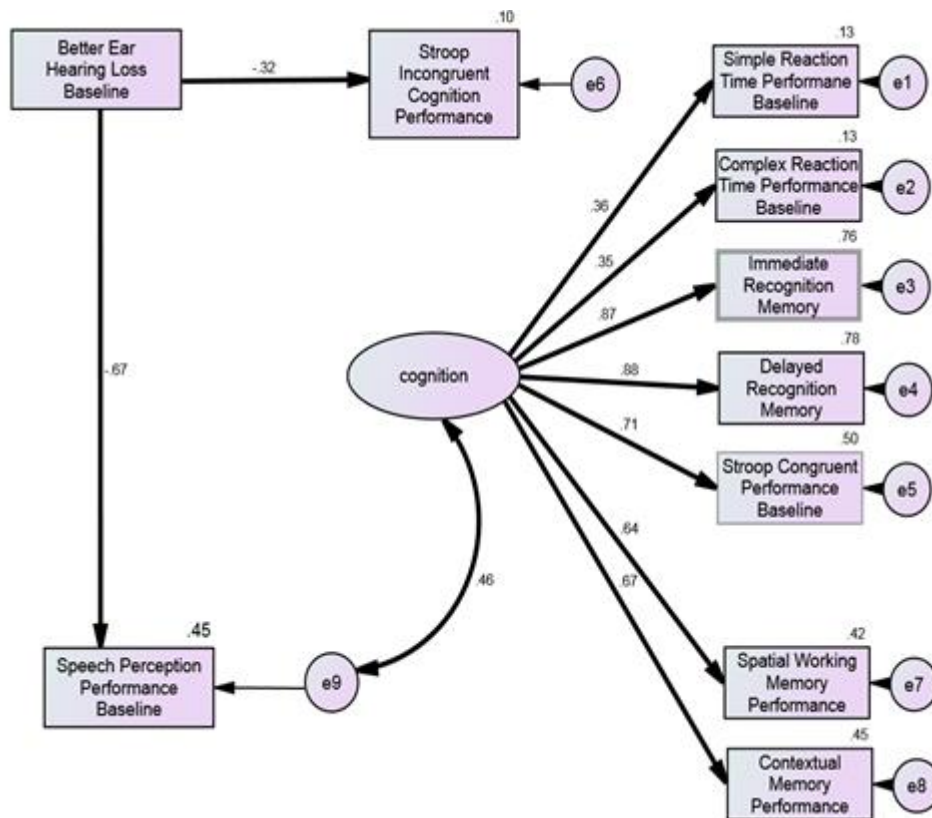 .10
.13
Better Ear
Hearing Loss
Baseline
-.32
Stroop
Incongruent
Cognition
Performance
e6
Simple Reaction
Time Performane
Baseline
e1
.13
Complex Reaction
Time Performance
Baseline
e2
.36
.76
.35
Immediate
Recognition
Memory
e3
.87
.78
-.67
cognition
.88
Delayed
Recognition
Memory
e4
.71
.50
Stroop Congruent
Performance
Baseline
e5
.64
.46
.67
.45
.42
Speech Perception
Performance
Baseline
e9
Spatial Working
Memory
Performance
e7
.45
Contextual
Memory
Performance
e8